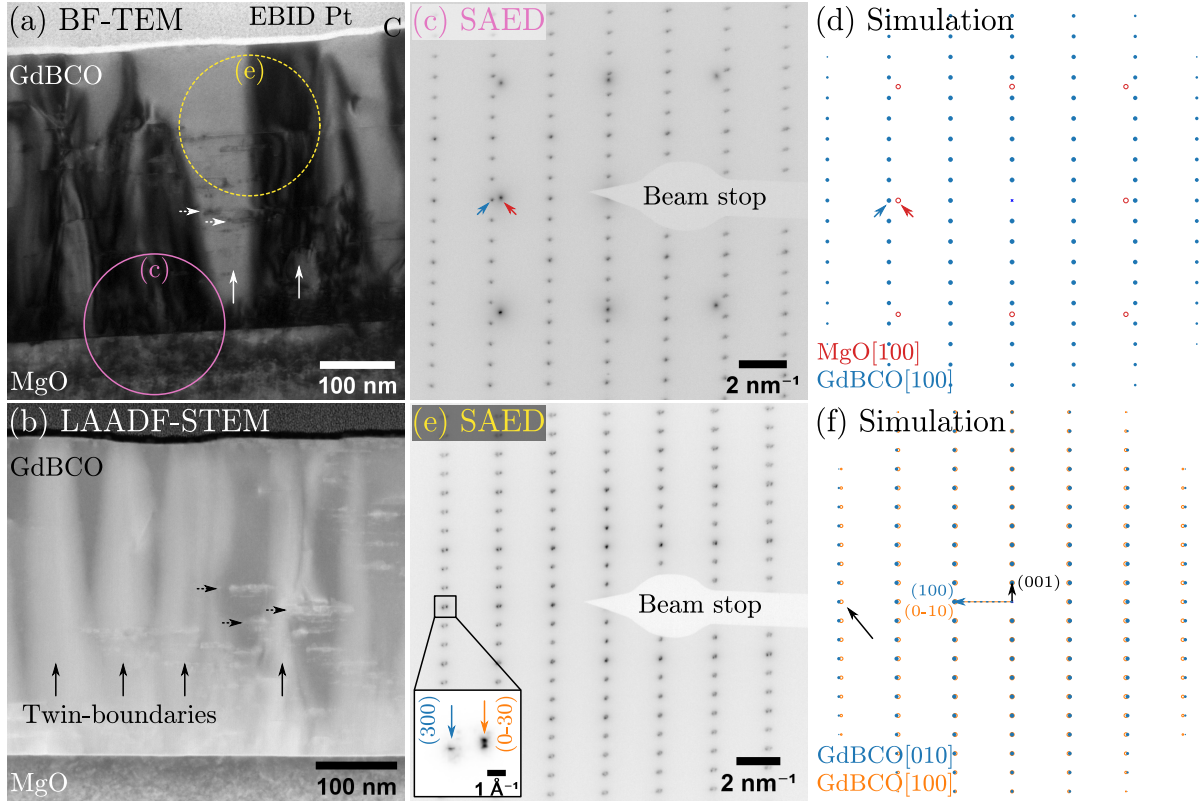 (a) BF-TEM
EBID Pt
C
GdBCO
(e)
(c)
MgO
100 nm
(b) LAADF-STEM
GdBCO
Twin-boundaries
MgO
100 nm
(c) SAED
Beam stop
2 nm⁻¹
(d) Simulation
MgO[100]
GdBCO[100]
(e) SAED
Beam stop
(300)
(0-30)
1 Å⁻¹
2 nm⁻¹
(f) Simulation
(001)
(100)
(0-10)
GdBCO[010]
GdBCO[100]